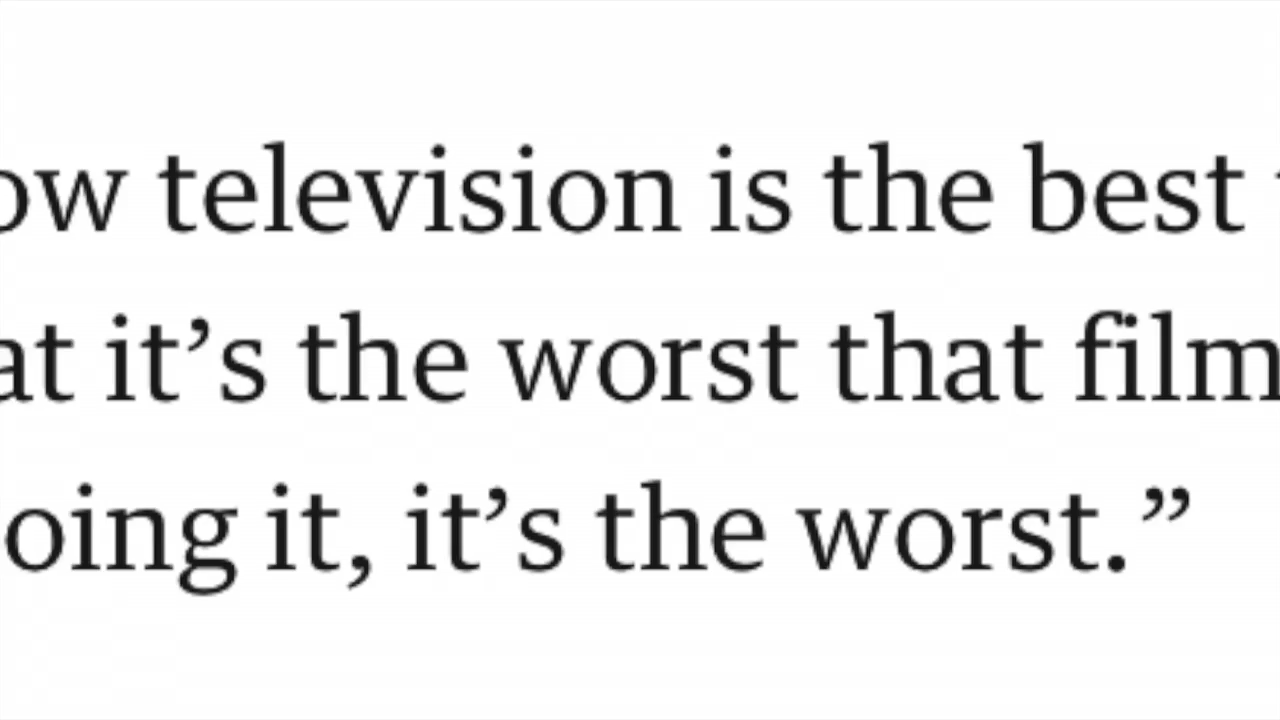 ow television is the best
at it’s the worst that film
oing it, it’s the worst.”